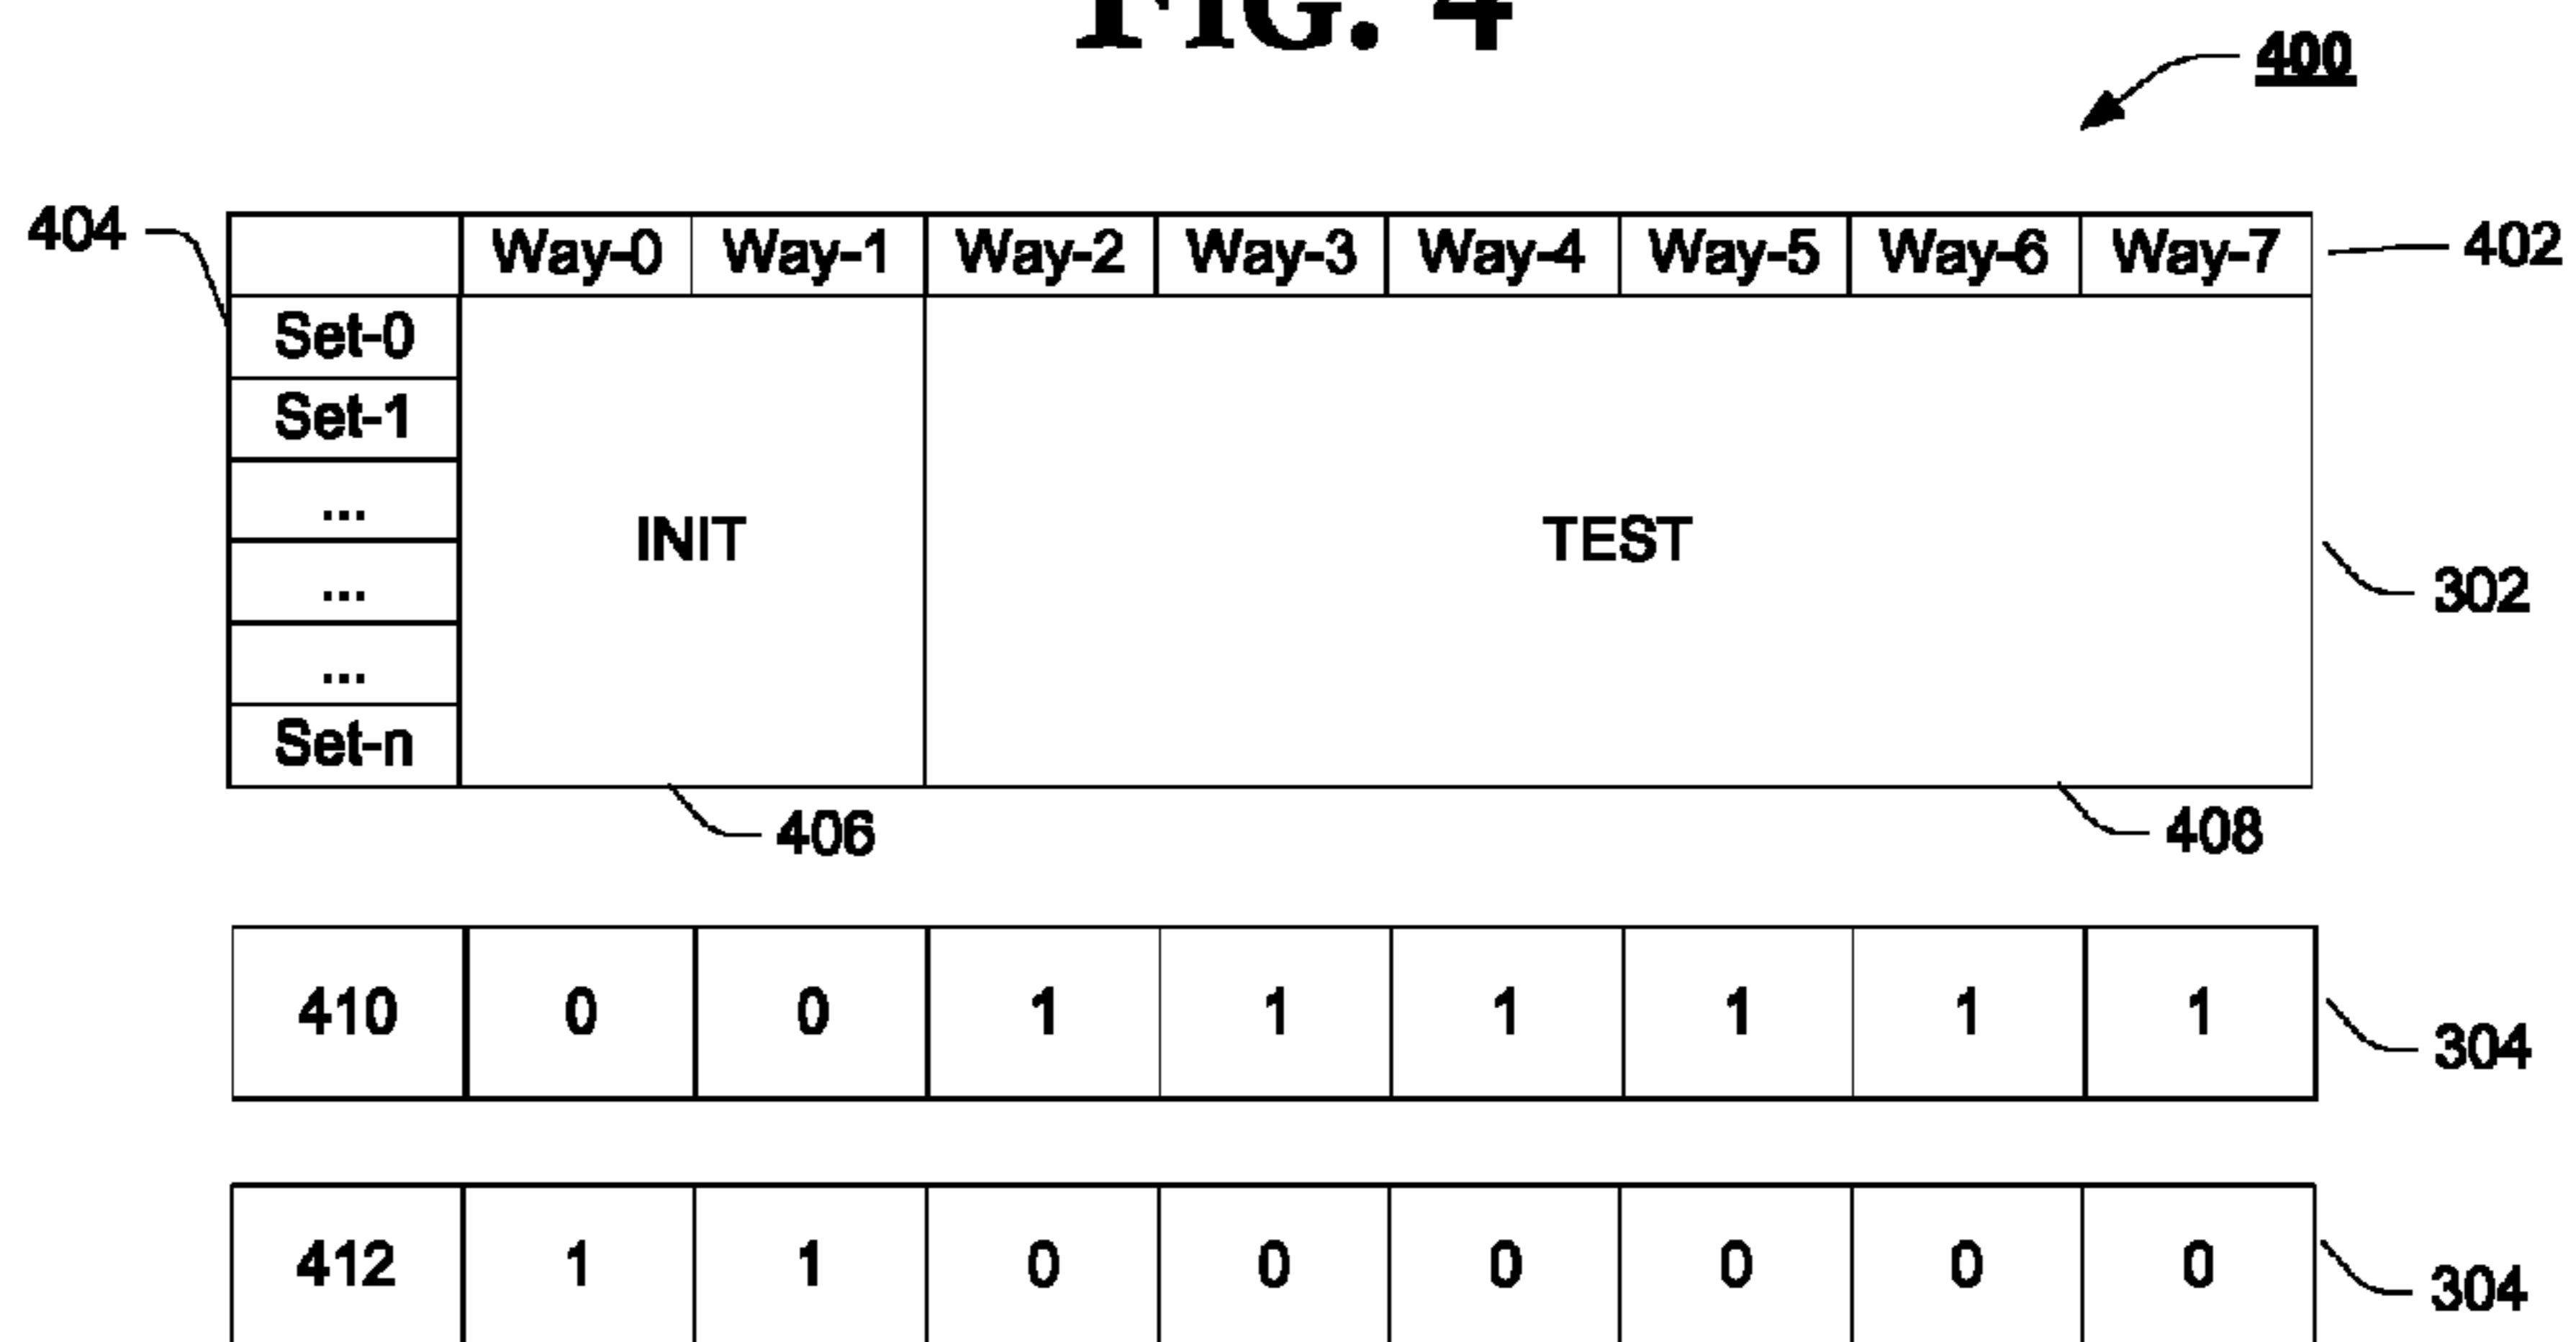 FIG. 4
400
404
Way-0 Way-1 Way-2 Way-3 Way-4 Way-5 Way-6 Way-7
402
Set-0
Set-1
...
INIT
TEST
...
302
...
Set-n
406
408
410 0 0 1 1 1 1 1 1
304
412 1 1 0 0 0 0 0 0
304